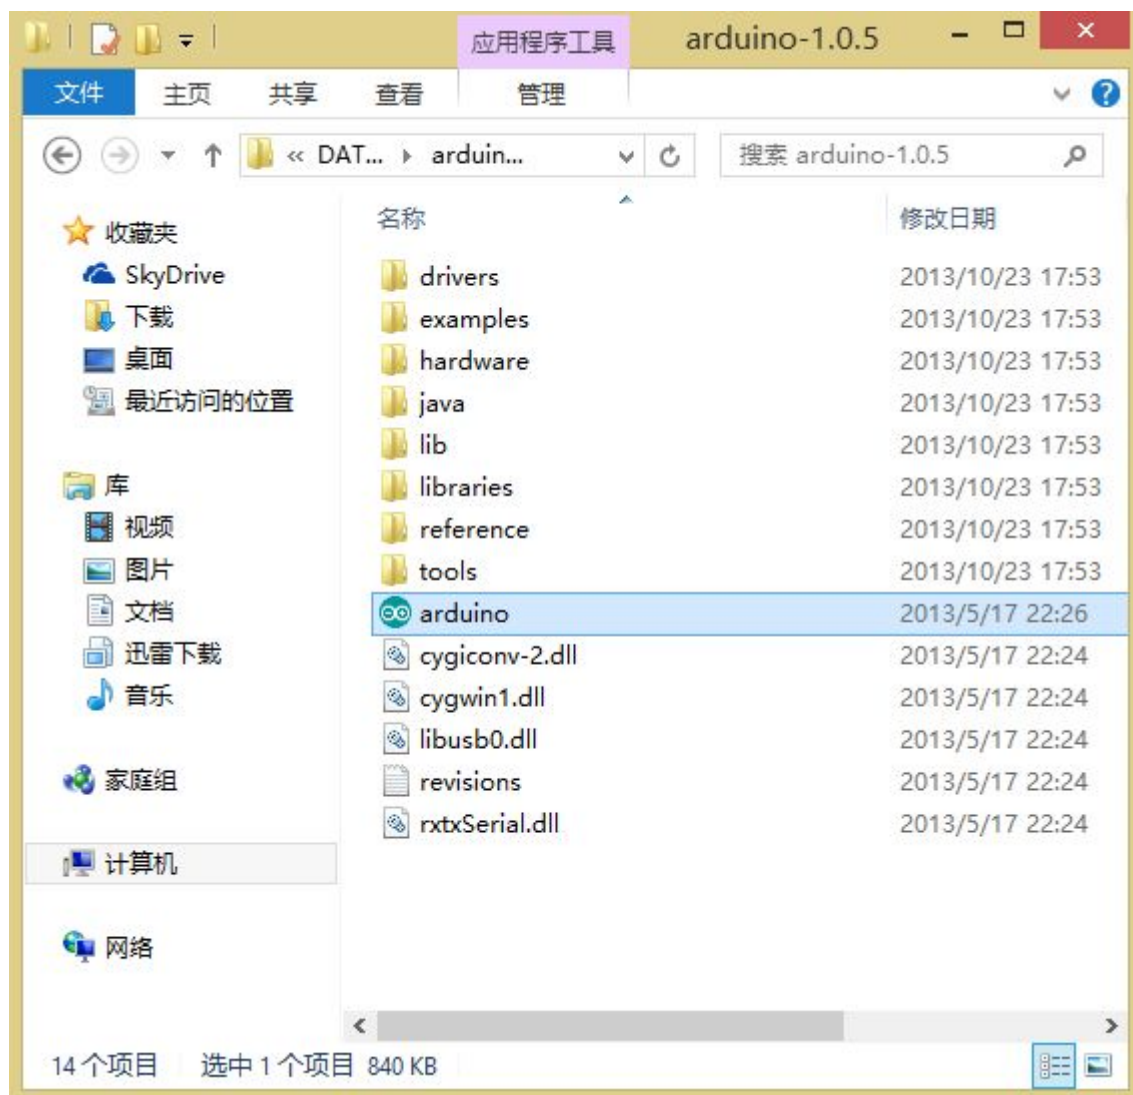 应用程序工具 arduino-1.0.5
文件 主页 共享 查看 管理
« DAT... arduin... 搜索 arduino-1.0.5
名称 修改日期
收藏夹
SkyDrive
下载
桌面
最近访问的位置
库
视频
图片
文档
迅雷下载
音乐
家庭组
计算机
网络
drivers 2013/10/23 17:53
examples 2013/10/23 17:53
hardware 2013/10/23 17:53
java 2013/10/23 17:53
lib 2013/10/23 17:53
libraries 2013/10/23 17:53
reference 2013/10/23 17:53
tools 2013/10/23 17:53
arduino 2013/5/17 22:26
cygiconv-2.dll 2013/5/17 22:24
cygwin1.dll 2013/5/17 22:24
libusb0.dll 2013/5/17 22:24
revisions 2013/5/17 22:24
rxtxSerial.dll 2013/5/17 22:24
14 个项目 选中 1 个项目 840 KB